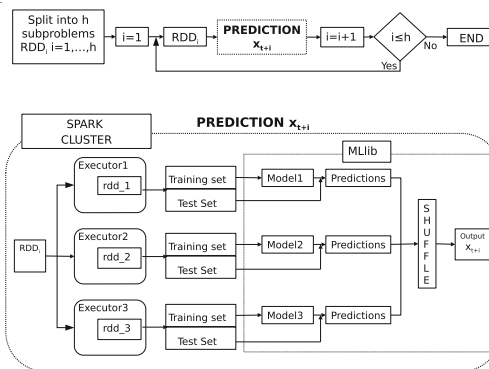 Split into h
subproblems
RDDi i=1,...,h
i=1
RDDi
PREDICTION
xt+i
i=i+1
i≤h
No
END
Yes
SPARK
CLUSTER
PREDICTION xt+i
MLlib
Executor1
rdd_1
Training set
Test Set
Model1
Predictions
RDDi
Executor2
rdd_2
Training set
Test Set
Model2
Predictions
S
H
U
F
F
L
E
Output
xt+i
Executor3
rdd_3
Training set
Test Set
Model3
Predictions